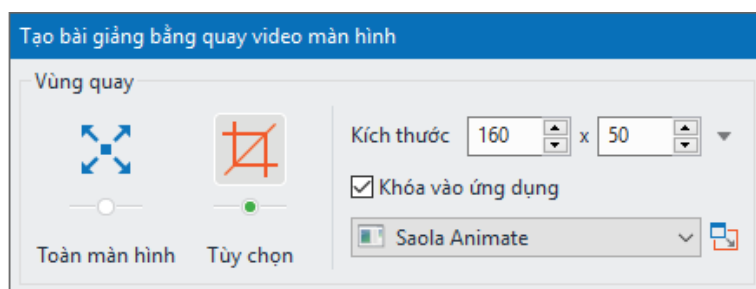 Tạo bài giảng bằng quay video màn hình
Vùng quay
Kích thước 160 x 50
Khóa vào ứng dụng
Saola Animate
Toàn màn hình Tùy chọn